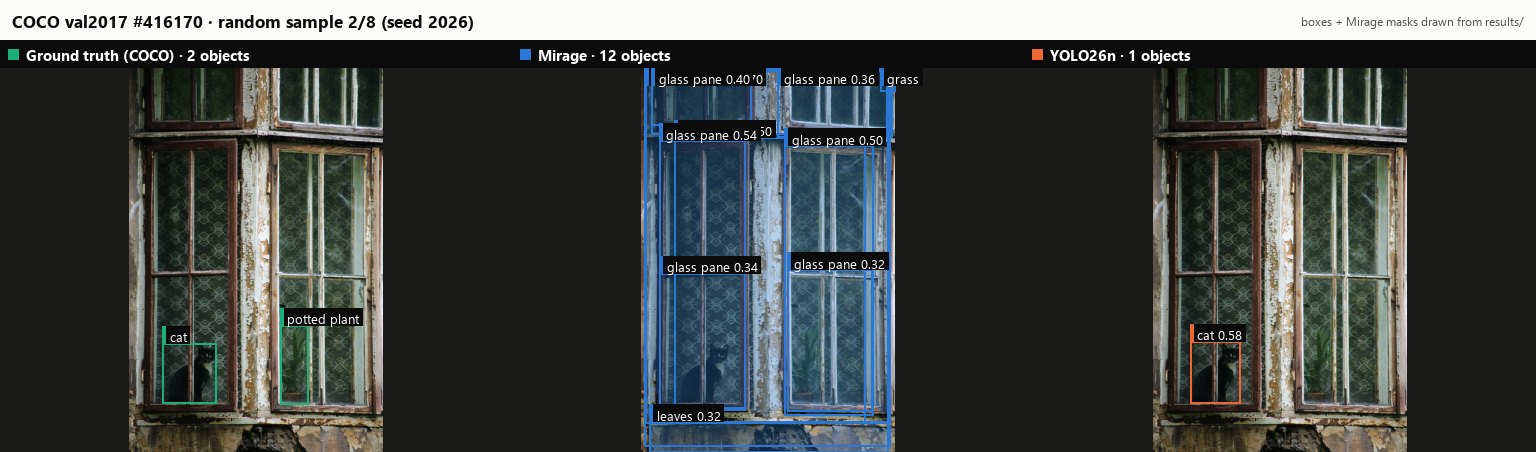 COCO val2017 #416170 · random sample 2/8 (seed 2026)
boxes + Mirage masks drawn from results/
Ground truth (COCO) · 2 objects
Mirage · 12 objects
YOLO26n · 1 objects
glass pane 0.40
glass pane 0.36
grass
glass pane 0.54
glass pane 0.50
glass pane 0.34
glass pane 0.32
potted plant
cat
cat 0.58
leaves 0.32